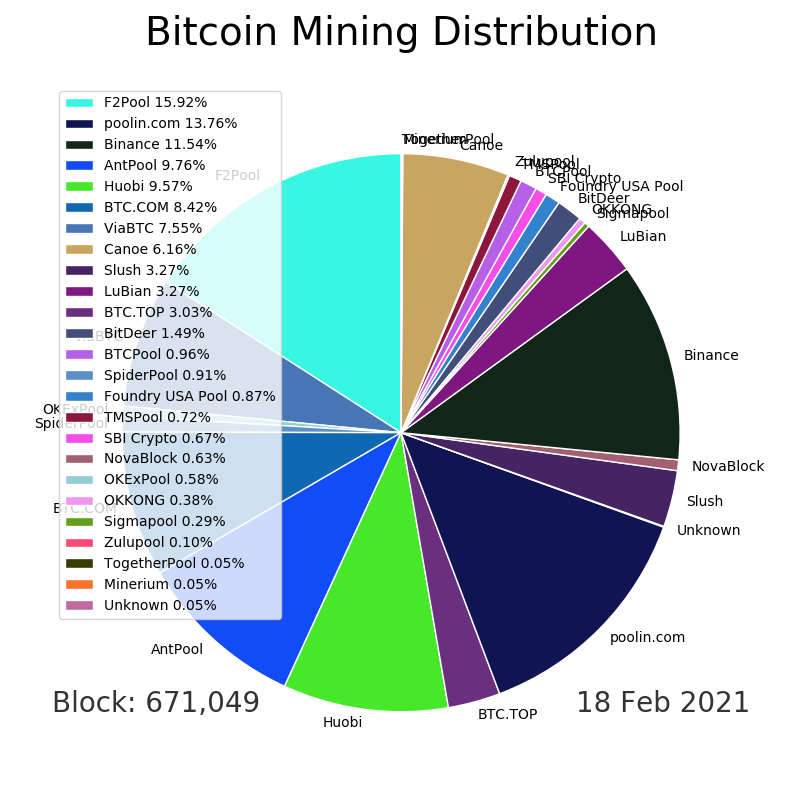 Bitcoin Mining Distribution
F2Pool 15.92%
poolin.com 13.76%
Binance 11.54%
AntPool 9.76%
Huobi 9.57%
BTC.COM 8.42%
ViaBTC 7.55%
Canoe 6.16%
Slush 3.27%
LuBian 3.27%
BTC.TOP 3.03%
BitDeer 1.49%
BTCPool 0.96%
SpiderPool 0.91%
Foundry USA Pool 0.87%
TMSPool 0.72%
SBI Crypto 0.67%
NovaBlock 0.63%
OKExPool 0.58%
OKKONG 0.38%
Sigmapool 0.29%
Zulupool 0.10%
TogetherPool 0.05%
Minerium 0.05%
Unknown 0.05%
F2Pool
ViaBTC
OKExPool
SpiderPool
BTC.COM
AntPool
Huobi
BTC.TOP
poolin.com
Unknown
Slush
NovaBlock
Binance
LuBian
Sigmapool
OKKONG
BitDeer
Foundry USA Pool
SBI Crypto
BTCPool
TMSPool
Zulupool
Canoe
Minerium
TogetherPool
Block: 671,049
18 Feb 2021